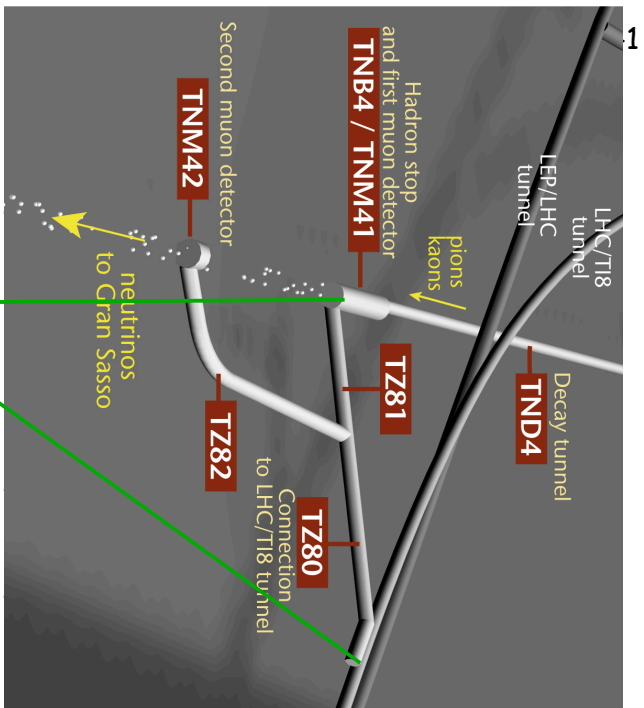 1
LEP/LHC
tunnel
LHC/TI8
tunnel
Decay tunnel
TND4
pions
kaons
Hadron stop
and first muon detector
TNB4 / TNM41
Second muon detector
TNM42
neutrinos
to Gran Sasso
TZ81
TZ82
TZ80
Connection
to LHC/TI8 tunnel